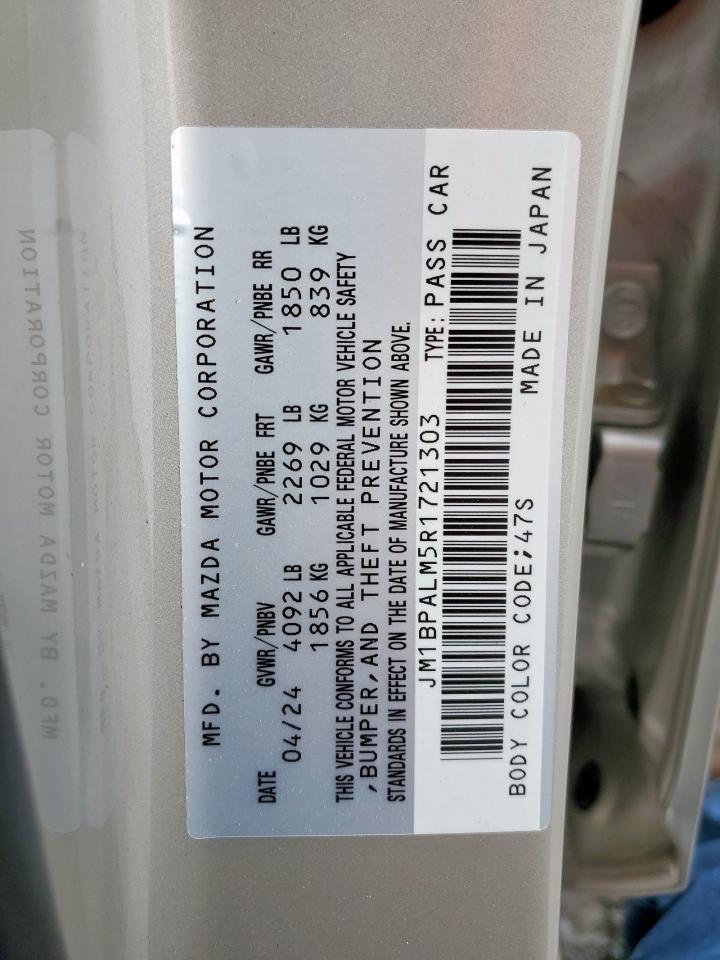 MFD. BY MAZDA MOTOR CORPORATION
DATE GVWR/PNBV GAWR/PNBE FRT GAWR/PNBE RR
04/24 4092 LB 2269 LB 1850 LB
1856 KG 1029 KG 839 KG
THIS VEHICLE CONFORMS TO ALL APPLICABLE FEDERAL MOTOR VEHICLE SAFETY
,BUMPER,AND THEFT PREVENTION
STANDARDS IN EFFECT ON THE DATE OF MANUFACTURE SHOWN ABOVE.
JM1BPALM5R1721303 TYPE: PASS CAR
BODY COLOR CODE;47S MADE IN JAPAN